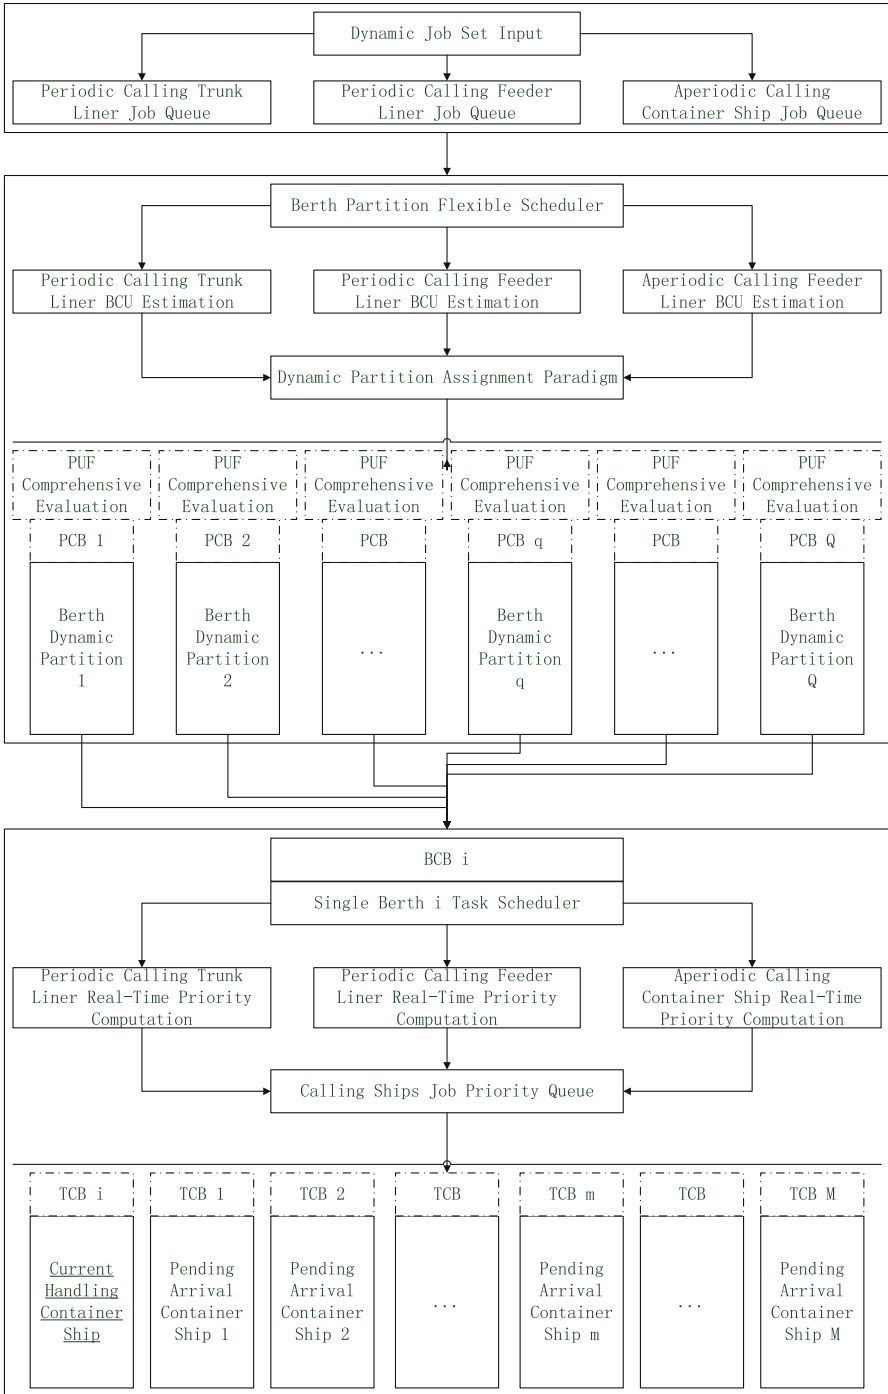 Dynamic Job Set Input
Periodic Calling Trunk
Liner Job Queue
Periodic Calling Feeder
Liner Job Queue
Aperiodic Calling
Container Ship Job Queue
Berth Partition Flexible Scheduler
Periodic Calling Trunk
Liner BCU Estimation
Periodic Calling Feeder
Liner BCU Estimation
Aperiodic Calling Feeder
Liner BCU Estimation
Dynamic Partition Assignment Paradigm
PUF
Comprehensive
Evaluation
PUF
Comprehensive
Evaluation
PUF
Comprehensive
Evaluation
PUF
Comprehensive
Evaluation
PUF
Comprehensive
Evaluation
PUF
Comprehensive
Evaluation
PCB 1
PCB 2
PCB
PCB q
PCB
PCB Q
Berth
Dynamic
Partition
1
Berth
Dynamic
Partition
2
...
Berth
Dynamic
Partition
q
...
Berth
Dynamic
Partition
Q
BCB i
Single Berth i Task Scheduler
Periodic Calling Trunk
Liner Real-Time Priority
Computation
Periodic Calling Feeder
Liner Real-Time Priority
Computation
Aperiodic Calling
Container Ship Real-Time
Priority Computation
Calling Ships Job Priority Queue
TCB i
TCB 1
TCB 2
TCB
TCB m
TCB
TCB M
Current
Handling
Container
Ship
Pending
Arrival
Container
Ship 1
Pending
Arrival
Container
Ship 2
...
Pending
Arrival
Container
Ship m
...
Pending
Arrival
Container
Ship M